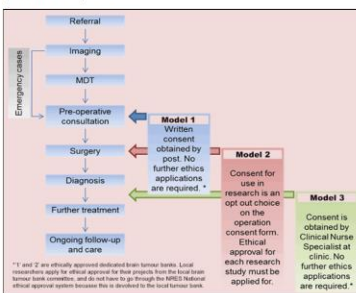 Referral
Imaging
Emergency cases
MDT
Pre-operative
consultation
Surgery
Diagnosis
Further treatment
Ongoing follow-up
and care
Model 1
Written
consent
obtained by
post. No
further ethics
applications
are required. *
Model 2
Consent for
use in
research is an
opt out choice
on the
operation
consent form.
Ethical
approval for
each research
study must be
applied for.
Model 3
Consent is
obtained by
Clinical Nurse
Specialist at
clinic. No
further ethics
applications
are required.*
* '1' and '2' are ethically approved dedicated brain tumour banks. Local
researchers apply for ethical approval for their projects from the local brain
tumour bank committee, and do not have to go through the NRES National
ethical approval system because this is devolved to the local tumour bank.